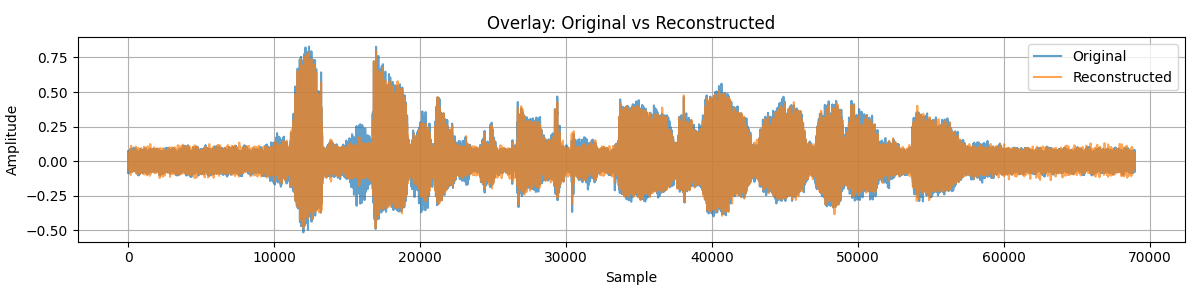 Overlay: Original vs Reconstructed
Amplitude
0.75
0.50
0.25
0.00
−0.25
−0.50
Original
Reconstructed
0 10000 20000 30000 40000 50000 60000 70000
Sample